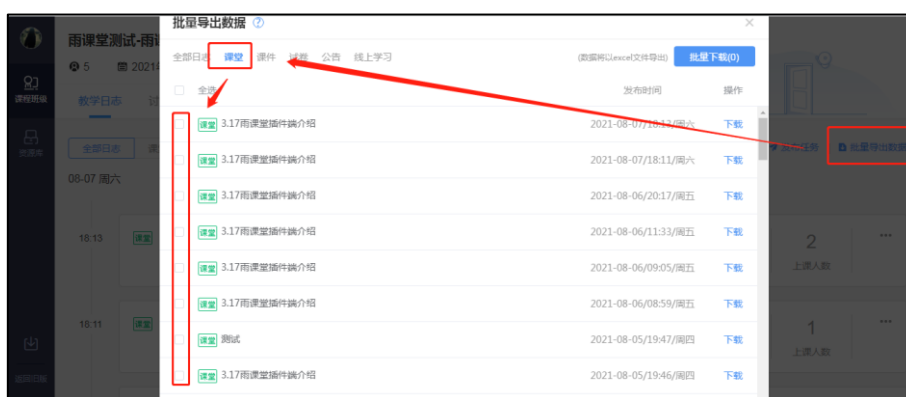 批量导出数据 ?
雨课堂测试-雨
5 2021
课程班级
教学日志 讨
全部日志 课
资源库
08-07 周六
全部日志 课堂 课件 试卷 公告 线上学习 (数据将以excel文件导出) 批量下载(0)
全选 发布时间 操作
课堂 3.17雨课堂插件端介绍 2021-08-07/18:13/周六 下载
课堂 3.17雨课堂插件端介绍 2021-08-07/18:11/周六 下载
课堂 3.17雨课堂插件端介绍 2021-08-06/20:17/周五 下载
课堂 3.17雨课堂插件端介绍 2021-08-06/11:33/周五 下载
课堂 3.17雨课堂插件端介绍 2021-08-06/09:05/周五 下载
课堂 3.17雨课堂插件端介绍 2021-08-06/08:59/周五 下载
课堂 测试 2021-08-05/19:47/周四 下载
课堂 3.17雨课堂插件端介绍 2021-08-05/19:46/周四 下载
18:13 课堂
18:11 课堂
返回旧版
任务 批量导出数据
2
上课人数
1
上课人数